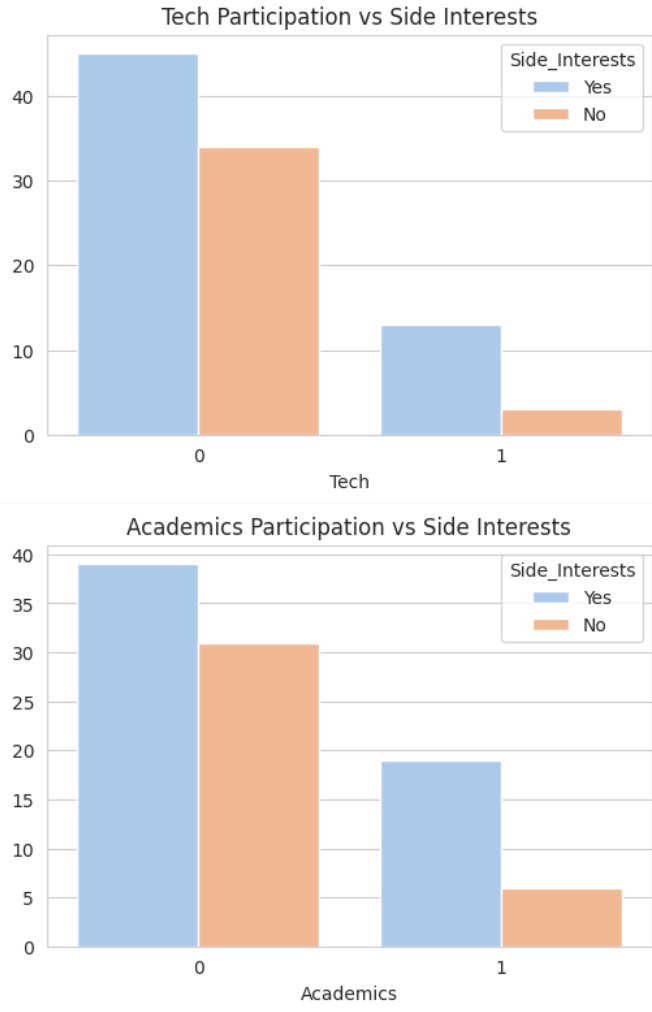 Tech Participation vs Side Interests
Side_Interests
Yes
No
40
30
20
10
0
0 1
Tech
Academics Participation vs Side Interests
Side_Interests
Yes
No
40
35
30
25
20
15
10
5
0
0 1
Academics